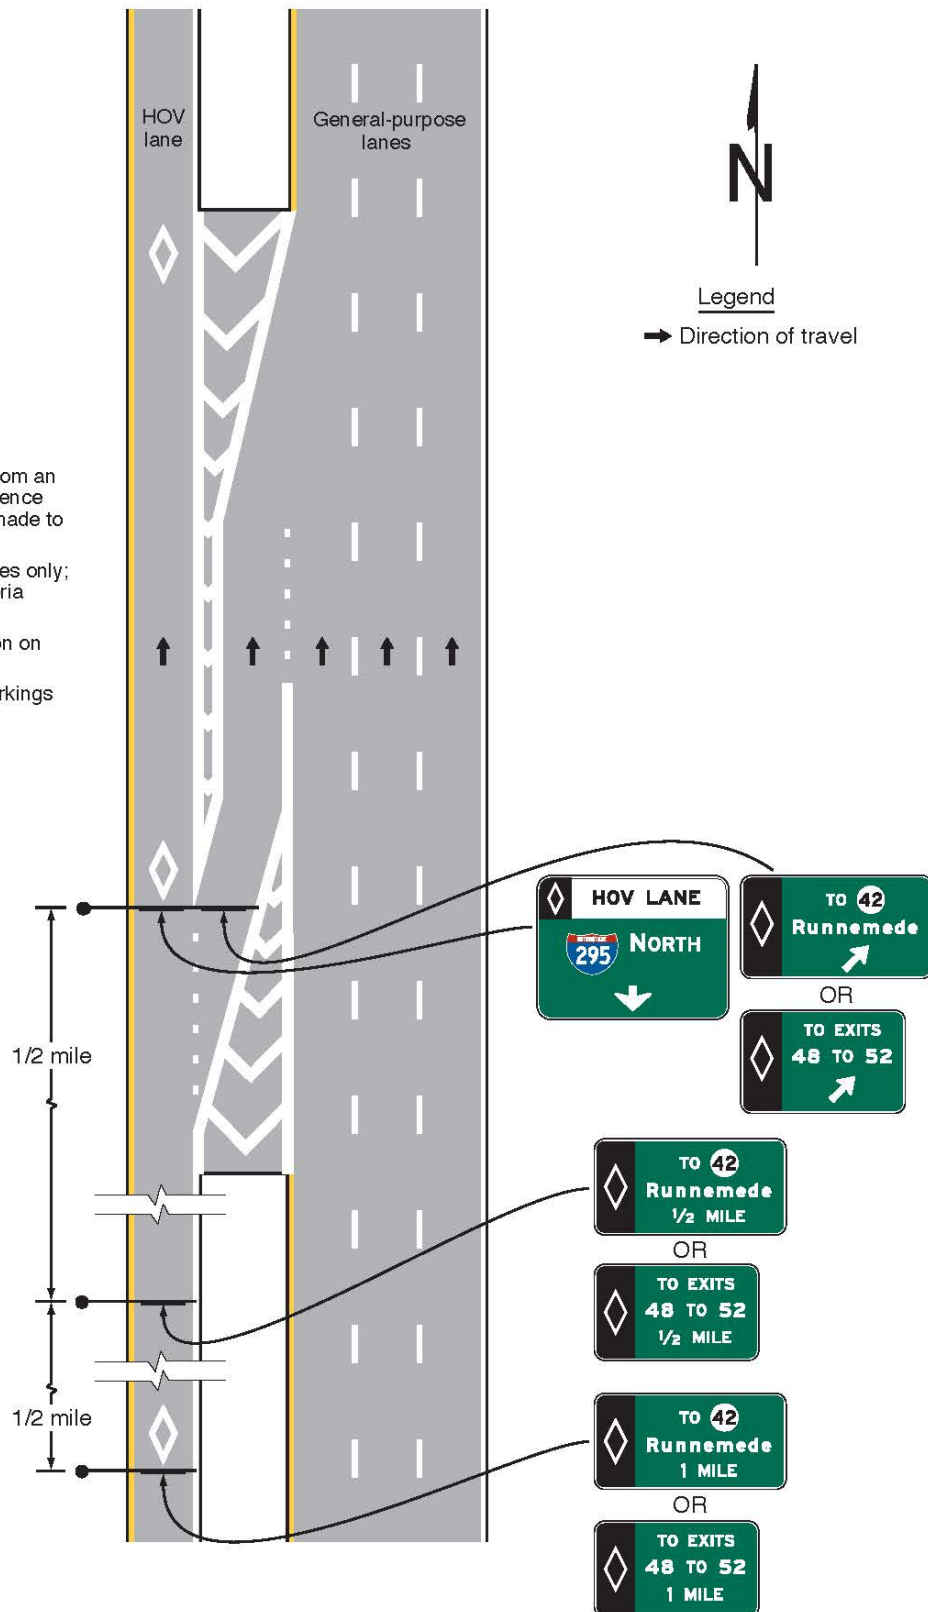 HOV
lane
General-purpose
lanes
N
Legend
Direction of travel
om an
ence
nade to
es only;
ria
on on
rkings
HOV LANE
INTERSTATE
295 NORTH
TO 42
Runnemede
OR
TO EXITS
48 TO 52
1/2 mile
TO 42
Runnemede
1/2 MILE
OR
TO EXITS
48 TO 52
1/2 MILE
1/2 mile
TO 42
Runnemede
1 MILE
OR
TO EXITS
48 TO 52
1 MILE